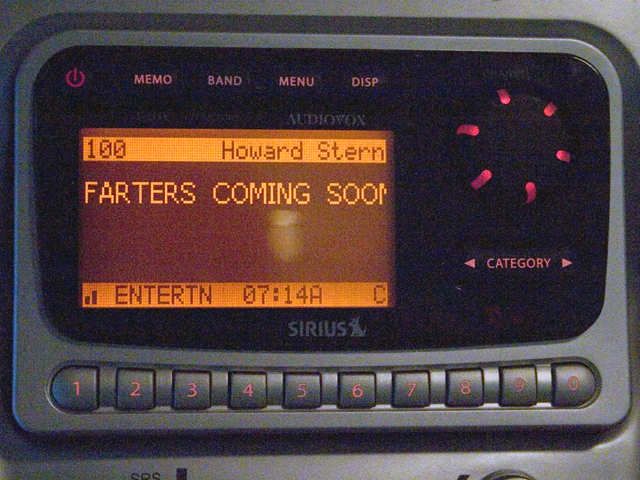 MEMO BAND MENU DISP
AUDIOVOX
100 Howard Stern
FARTERS COMING SOON
◄ CATEGORY ►
ENTERTN 07:14A C
SIRIUS
1 2 3 4 5 6 7 8 9 0
SRS